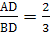 AD/BD = 2/3